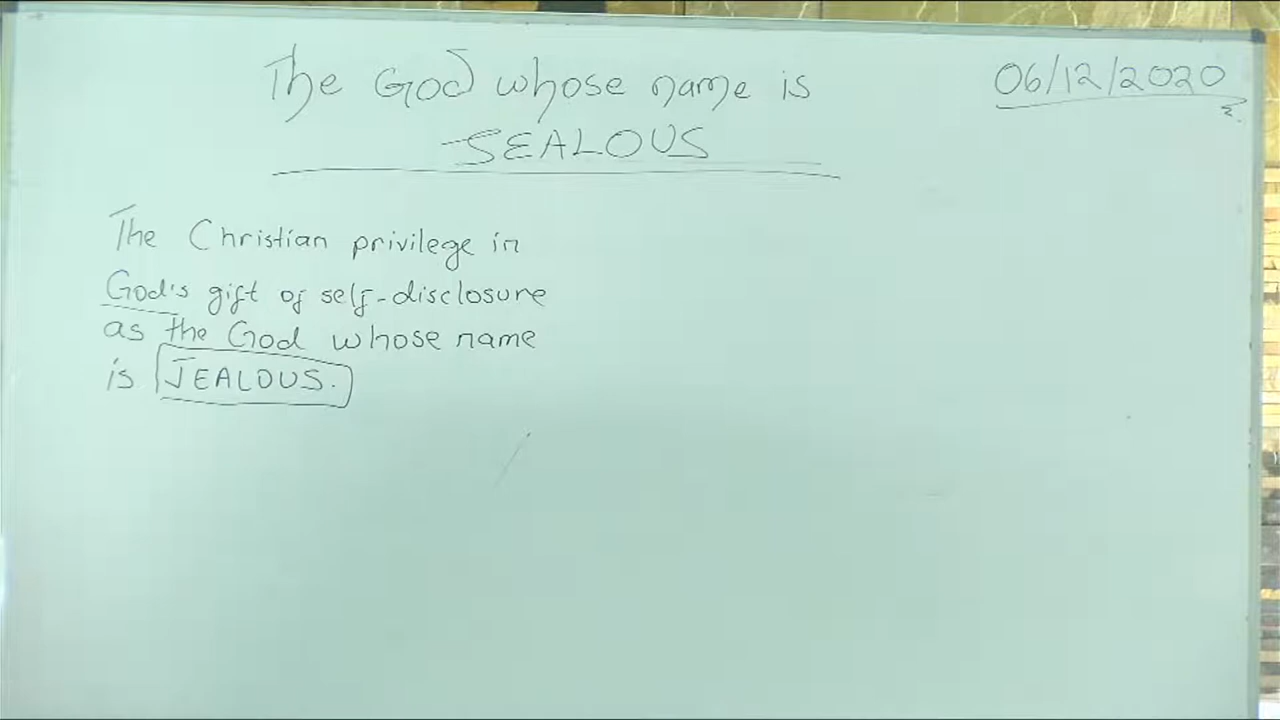 The God whose name is
JEALOUS
06/12/2020
The Christian privilege in
God's gift of self-disclosure
as the God whose name
is JEALOUS.